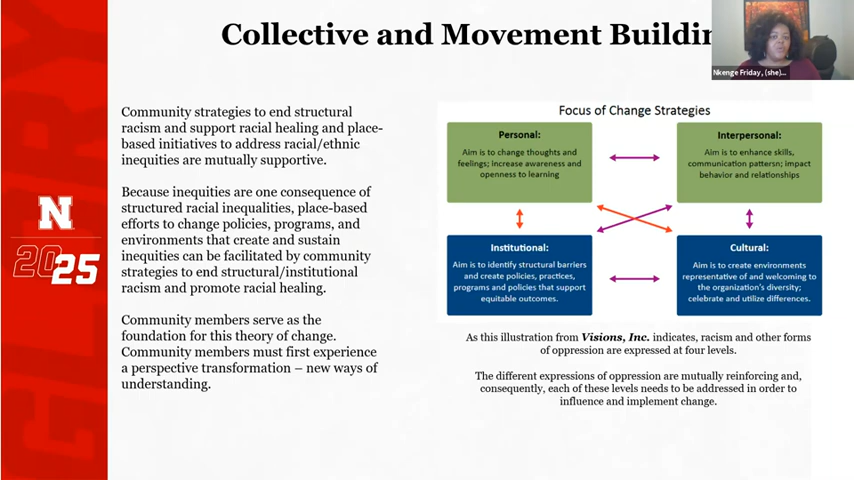 Collective and Movement Buildin
Nkenge Friday, (she)...
Community strategies to end structural
racism and support racial healing and place-
based initiatives to address racial/ethnic
inequities are mutually supportive.
Because inequities are one consequence of
structured racial inequalities, place-based
efforts to change policies, programs, and
environments that create and sustain
inequities can be facilitated by community
strategies to end structural/institutional
racism and promote racial healing.
Community members serve as the
foundation for this theory of change.
Community members must first experience
a perspective transformation – new ways of
understanding.
Focus of Change Strategies
Personal:
Aim is to change thoughts and
feelings; increase awareness and
openness to learning
Interpersonal:
Aim is to enhance skills,
communication pattersn; impact
behavior and relationships
Institutional:
Aim is to identify structural barriers
and create policies, practices,
programs and policies that support
equitable outcomes.
Cultural:
Aim is to create environments
representative of and welcoming to
the organization's diversity;
celebrate and utilize differences.
As this illustration from Visions, Inc. indicates, racism and other forms
of oppression are expressed at four levels.
The different expressions of oppression are mutually reinforcing and,
consequently, each of these levels needs to be addressed in order to
influence and implement change.
N
2025
GLORY